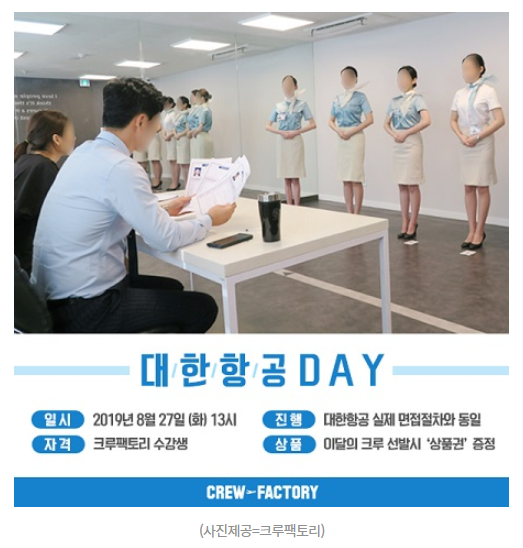 대한항공 DAY
일시 2019년 8월 27일 (화) 13시
진행 대한항공 실제 면접절차와 동일
자격 크루팩토리 수강생
상품 이달의 크루 선발시 '상품권' 증정
CREW FACTORY
(사진제공=크루팩토리)